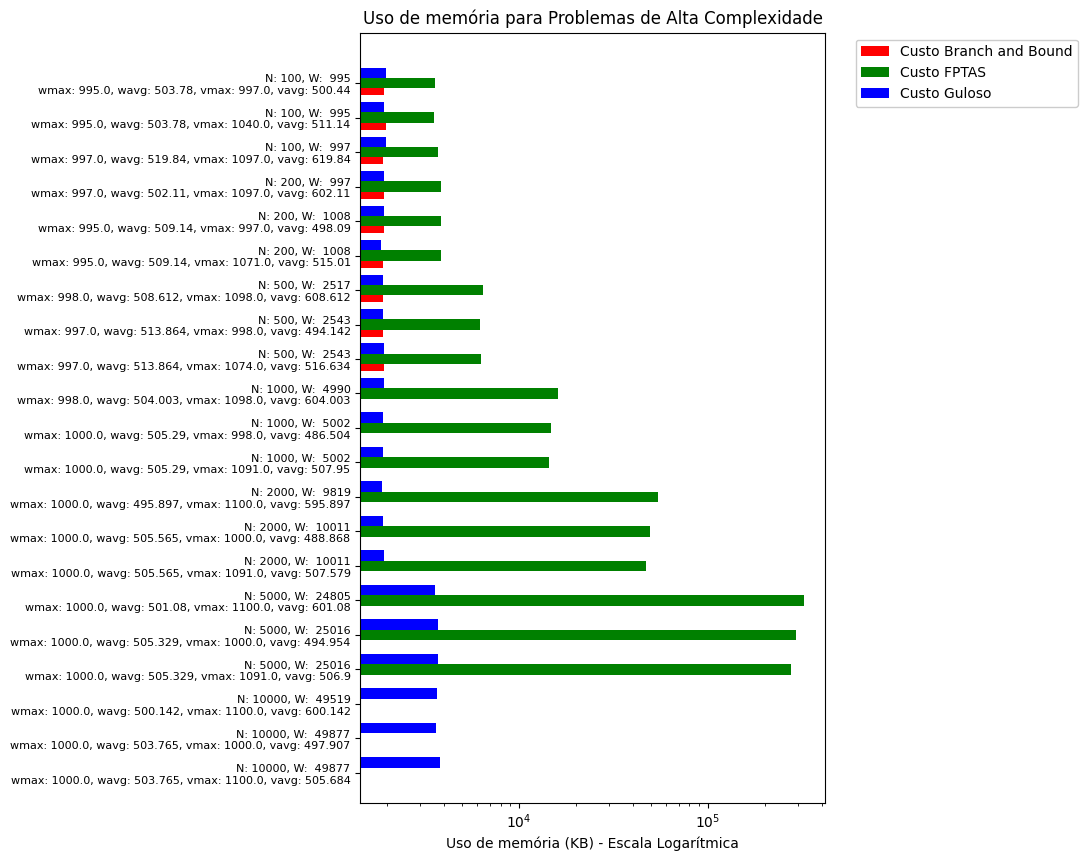 Uso de memória para Problemas de Alta Complexidade
Custo Branch and Bound
Custo FPTAS
Custo Guloso
N: 100, W:  995
wmax: 995.0, wavg: 503.78, vmax: 997.0, vavg: 500.44
N: 100, W:  995
wmax: 995.0, wavg: 503.78, vmax: 1040.0, vavg: 511.14
N: 100, W:  997
wmax: 997.0, wavg: 519.84, vmax: 1097.0, vavg: 619.84
N: 200, W:  997
wmax: 997.0, wavg: 502.11, vmax: 1097.0, vavg: 602.11
N: 200, W:  1008
wmax: 995.0, wavg: 509.14, vmax: 997.0, vavg: 498.09
N: 200, W:  1008
wmax: 995.0, wavg: 509.14, vmax: 1071.0, vavg: 515.01
N: 500, W:  2517
wmax: 998.0, wavg: 508.612, vmax: 1098.0, vavg: 608.612
N: 500, W:  2543
wmax: 997.0, wavg: 513.864, vmax: 998.0, vavg: 494.142
N: 500, W:  2543
wmax: 997.0, wavg: 513.864, vmax: 1074.0, vavg: 516.634
N: 1000, W:  4990
wmax: 998.0, wavg: 504.003, vmax: 1098.0, vavg: 604.003
N: 1000, W:  5002
wmax: 1000.0, wavg: 505.29, vmax: 998.0, vavg: 486.504
N: 1000, W:  5002
wmax: 1000.0, wavg: 505.29, vmax: 1091.0, vavg: 507.95
N: 2000, W:  9819
wmax: 1000.0, wavg: 495.897, vmax: 1100.0, vavg: 595.897
N: 2000, W:  10011
wmax: 1000.0, wavg: 505.565, vmax: 1000.0, vavg: 488.868
N: 2000, W:  10011
wmax: 1000.0, wavg: 505.565, vmax: 1091.0, vavg: 507.579
N: 5000, W:  24805
wmax: 1000.0, wavg: 501.08, vmax: 1100.0, vavg: 601.08
N: 5000, W:  25016
wmax: 1000.0, wavg: 505.329, vmax: 1000.0, vavg: 494.954
N: 5000, W:  25016
wmax: 1000.0, wavg: 505.329, vmax: 1091.0, vavg: 506.9
N: 10000, W:  49519
wmax: 1000.0, wavg: 500.142, vmax: 1100.0, vavg: 600.142
N: 10000, W:  49877
wmax: 1000.0, wavg: 503.765, vmax: 1000.0, vavg: 497.907
N: 10000, W:  49877
wmax: 1000.0, wavg: 503.765, vmax: 1100.0, vavg: 505.684
10⁴ 10⁵
Uso de memória (KB) - Escala Logarítmica